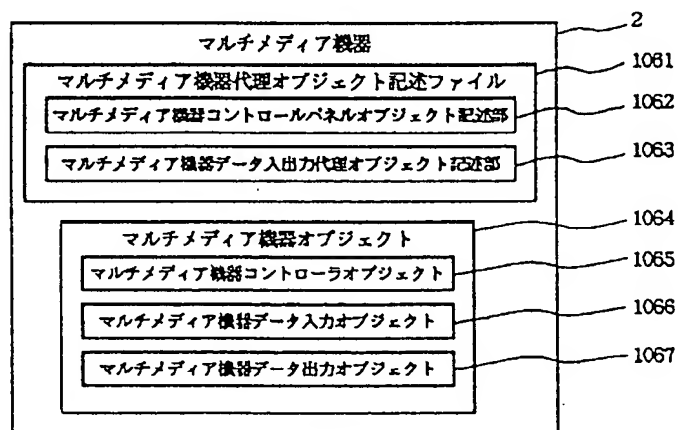 マルチメディア機器
2
マルチメディア機器代理オブジェクト記述ファイル
1061
マルチメディア機器コントロールパネルオブジェクト記述部
1062
マルチメディア機器データ入出力代理オブジェクト記述部
1063
マルチメディア機器オブジェクト
1064
マルチメディア機器コントローラオブジェクト
1065
マルチメディア機器データ入力オブジェクト
1066
マルチメディア機器データ出力オブジェクト
1067